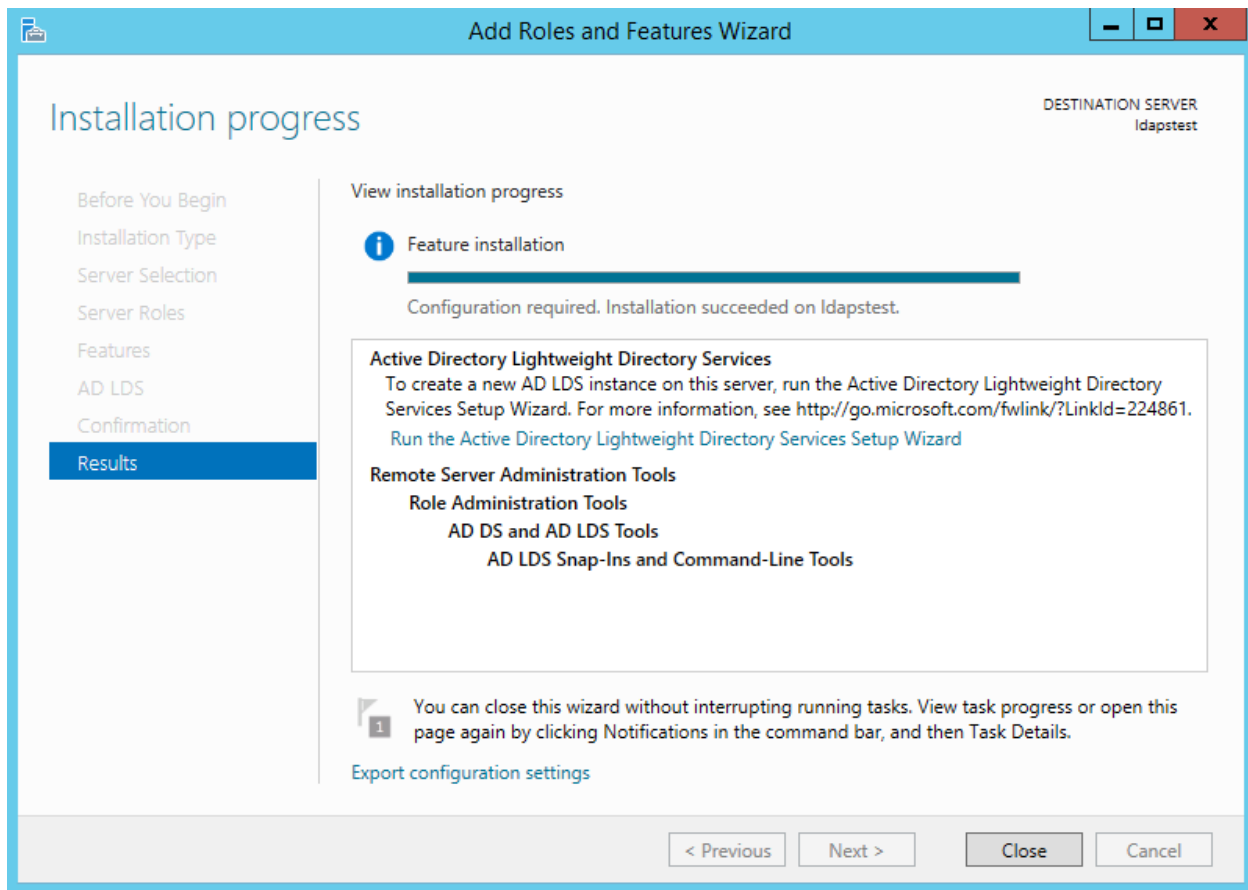 Add Roles and Features Wizard
Installation progress
DESTINATION SERVER
ldapstest
Before You Begin
Installation Type
Server Selection
Server Roles
Features
AD LDS
Confirmation
Results
View installation progress
Feature installation
Configuration required. Installation succeeded on ldapstest.
Active Directory Lightweight Directory Services
To create a new AD LDS instance on this server, run the Active Directory Lightweight Directory
Services Setup Wizard. For more information, see http://go.microsoft.com/fwlink/?LinkId=224861.
Run the Active Directory Lightweight Directory Services Setup Wizard
Remote Server Administration Tools
Role Administration Tools
AD DS and AD LDS Tools
AD LDS Snap-Ins and Command-Line Tools
1
You can close this wizard without interrupting running tasks. View task progress or open this
page again by clicking Notifications in the command bar, and then Task Details.
Export configuration settings
< Previous
Next >
Close
Cancel